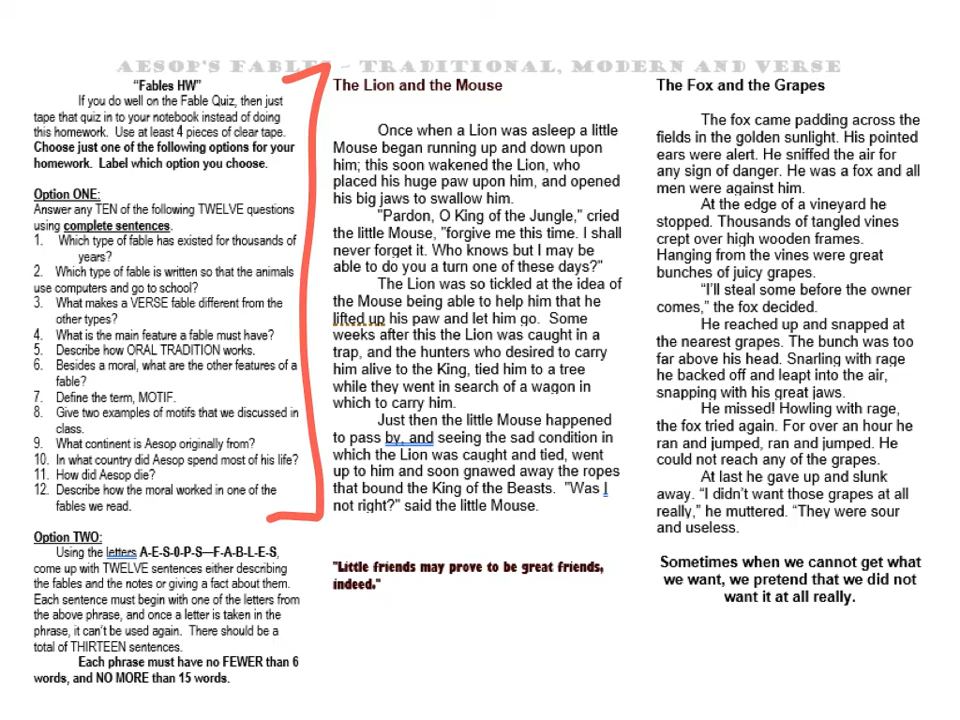 AESOP'S FABLES – TRADITIONAL, MODERN AND VERSE
"Fables HW"
If you do well on the Fable Quiz, then just
tape that quiz in to your notebook instead of doing
this homework. Use at least 4 pieces of clear tape.
Choose just one of the following options for your
homework. Label which option you choose.
Option ONE:
Answer any TEN of the following TWELVE questions
using complete sentences.
1. Which type of fable has existed for thousands of
years?
2. Which type of fable is written so that the animals
use computers and go to school?
3. What makes a VERSE fable different from the
other types?
4. What is the main feature a fable must have?
5. Describe how ORAL TRADITION works.
6. Besides a moral, what are the other features of a
fable?
7. Define the term, MOTIF.
8. Give two examples of motifs that we discussed in
class.
9. What continent is Aesop originally from?
10. In what country did Aesop spend most of his life?
11. How did Aesop die?
12. Describe how the moral worked in one of the
fables we read.
Option TWO:
Using the letters A-E-S-0-P-S—F-A-B-L-E-S,
come up with TWELVE sentences either describing
the fables and the notes or giving a fact about them.
Each sentence must begin with one of the letters from
the above phrase, and once a letter is taken in the
phrase, it can't be used again. There should be a
total of THIRTEEN sentences.
Each phrase must have no FEWER than 6
words, and NO MORE than 15 words.
The Lion and the Mouse
Once when a Lion was asleep a little
Mouse began running up and down upon
him; this soon wakened the Lion, who
placed his huge paw upon him, and opened
his big jaws to swallow him.
"Pardon, O King of the Jungle," cried
the little Mouse, "forgive me this time. I shall
never forget it. Who knows but I may be
able to do you a turn one of these days?"
The Lion was so tickled at the idea of
the Mouse being able to help him that he
lifted up his paw and let him go. Some
weeks after this the Lion was caught in a
trap, and the hunters who desired to carry
him alive to the King, tied him to a tree
while they went in search of a wagon in
which to carry him.
Just then the little Mouse happened
to pass by, and seeing the sad condition in
which the Lion was caught and tied, went
up to him and soon gnawed away the ropes
that bound the King of the Beasts. "Was I
not right?" said the little Mouse.
"Little friends may prove to be great friends,
indeed."
The Fox and the Grapes
The fox came padding across the
fields in the golden sunlight. His pointed
ears were alert. He sniffed the air for
any sign of danger. He was a fox and all
men were against him.
At the edge of a vineyard he
stopped. Thousands of tangled vines
crept over high wooden frames.
Hanging from the vines were great
bunches of juicy grapes.
"I'll steal some before the owner
comes," the fox decided.
He reached up and snapped at
the nearest grapes. The bunch was too
far above his head. Snarling with rage
he backed off and leapt into the air,
snapping with his great jaws.
He missed! Howling with rage,
the fox tried again. For over an hour he
ran and jumped, ran and jumped. He
could not reach any of the grapes.
At last he gave up and slunk
away. "I didn't want those grapes at all
really," he muttered. "They were sour
and useless.
Sometimes when we cannot get what
we want, we pretend that we did not
want it at all really.